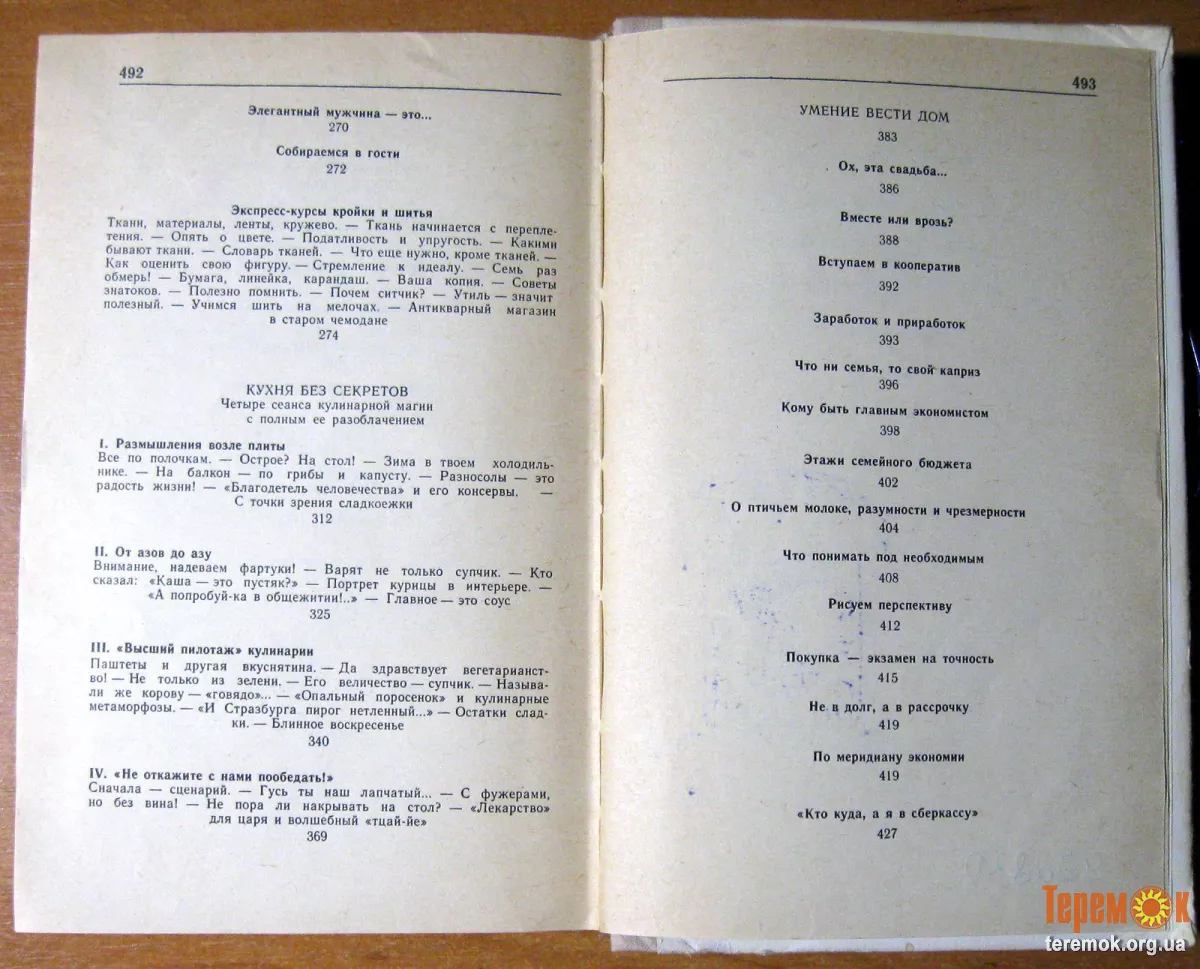 492
Элегантный мужчина — это...
270
Собираемся в гости
272
Экспресс-курсы кройки и шитья
Ткани, материалы, ленты, кружево. — Ткань начинается с перепле-
тения. — Опять о цвете. — Податливость и упругость. — Какими
бывают ткани. — Словарь тканей. — Что еще нужно, кроме тканей. —
Как оценить свою фигуру. — Стремление к идеалу. — Семь раз
обмерь! — Бумага, линейка, карандаш. — Ваша копия. — Советы
знатоков. — Полезно помнить. — Почем ситчик? — Утиль — значит
полезный. — Учимся шить на мелочах. — Антикварный магазин
в старом чемодане
274
КУХНЯ БЕЗ СЕКРЕТОВ
Четыре сеанса кулинарной магии
с полным ее разоблачением
I. Размышления возле плиты
Все по полочкам. — Острое? На стол! — Зима в твоем холодиль-
нике. — На балкон — по грибы и капусту. — Разносолы — это
радость жизни! — «Благодетель человечества» и его консервы. —
С точки зрения сладкоежки
312
II. От азов до азу
Внимание, надеваем фартуки! — Варят не только супчик. — Кто
сказал: «Каша — это пустяк?» — Портрет курицы в интерьере. —
«А попробуй-ка в общежитии!..» — Главное — это соус
325
III. «Высший пилотаж» кулинарии
Паштеты и другая вкуснятина. — Да здравствует вегетарианст-
во! — Не только из зелени. — Его величество — супчик. — Называ-
ли же корову — «говядо»... — «Опальный поросенок» и кулинарные
метаморфозы. — «И Стразбурга пирог нетленный...» — Остатки слад-
ки. — Блинное воскресенье
340
IV. «Не откажите с нами пообедать!»
Сначала — сценарий. — Гусь ты наш лапчатый... — С фужерами,
но без вина! — Не пора ли накрывать на стол? — «Лекарство»
для царя и волшебный «тцай-йе»
369
493
УМЕНИЕ ВЕСТИ ДОМ
383
Ох, эта свадьба...
386
Вместе или врозь?
388
Вступаем в кооператив
392
Заработок и приработок
393
Что ни семья, то свой каприз
396
Кому быть главным экономистом
398
Этажи семейного бюджета
402
О птичьем молоке, разумности и чрезмерности
404
Что понимать под необходимым
408
Рисуем перспективу
412
Покупка — экзамен на точность
415
Не в долг, а в рассрочку
419
По меридиану экономии
419
«Кто куда, а я в сберкассу»
427
Теремок
teremok.org.ua